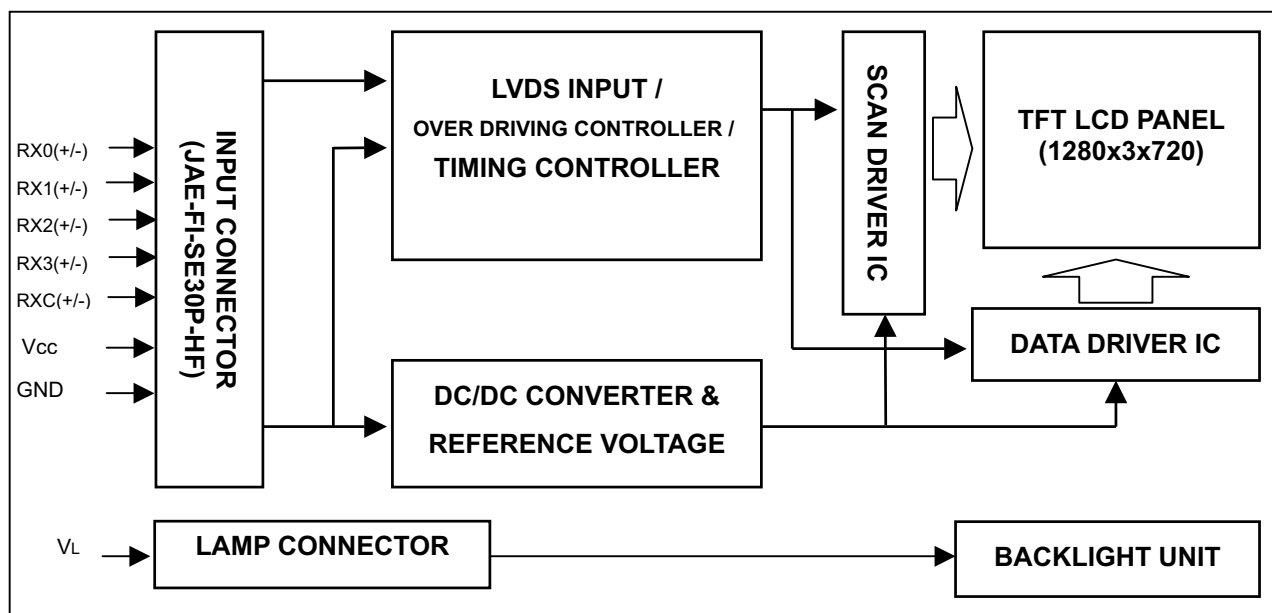 RX0(+/-)
RX1(+/-)
RX2(+/-)
RX3(+/-)
RXC(+/-)
Vcc
GND
INPUT CONNECTOR
(JAE-FI-SE30P-HF)
LVDS INPUT /
OVER DRIVING CONTROLLER /
TIMING CONTROLLER
SCAN DRIVER IC
TFT LCD PANEL
(1280x3x720)
DATA DRIVER IC
DC/DC CONVERTER &
REFERENCE VOLTAGE
VL
LAMP CONNECTOR
BACKLIGHT UNIT